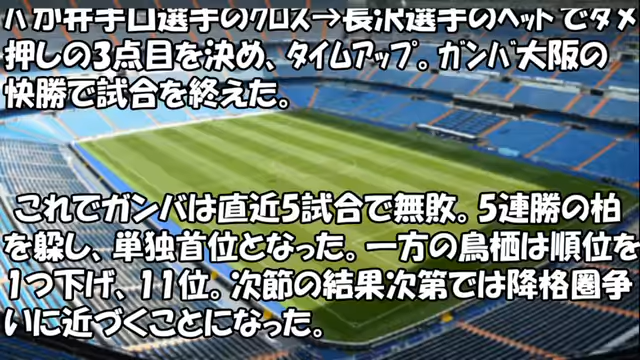 バが井手口選手のｸﾛｽ→長沢選手のﾍｯﾄﾞでダメ
押しの3点目を決め、ﾀｲﾑｱｯﾌﾟ。ｶﾞﾝﾊﾞ大阪の
快勝で試合を終えた。
これでガンバは直近5試合で無敗。5連勝の柏
を躱し、単独首位となった。一方の鳥栖は順位を
1つ下げ、11位。次節の結果次第では降格圏争
いに近づくことになった。